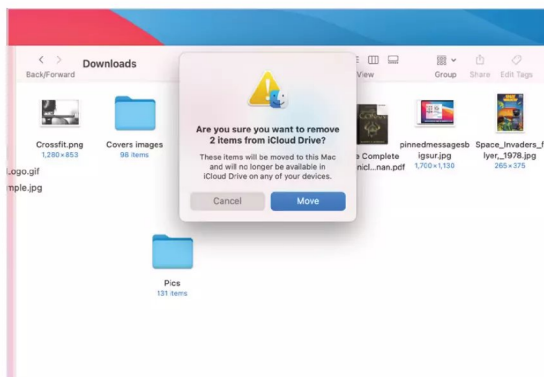 Downloads
Back/Forward
View
Group
Share
Edit Tags
Are you sure you want to remove
2 items from iCloud Drive?
These items will be moved to this Mac
and will no longer be available in
iCloud Drive on any of your devices.
Cancel
Move
Crossfit.png
1,280×853
Covers images
98 items
Complete
...nan.pdf
pinnedmessagesb
igsur.jpg
1,700×1,130
Space_Invaders_f
lyer,_1978.jpg
265×375
Logo.gif
mple.jpg
Pics
131 items